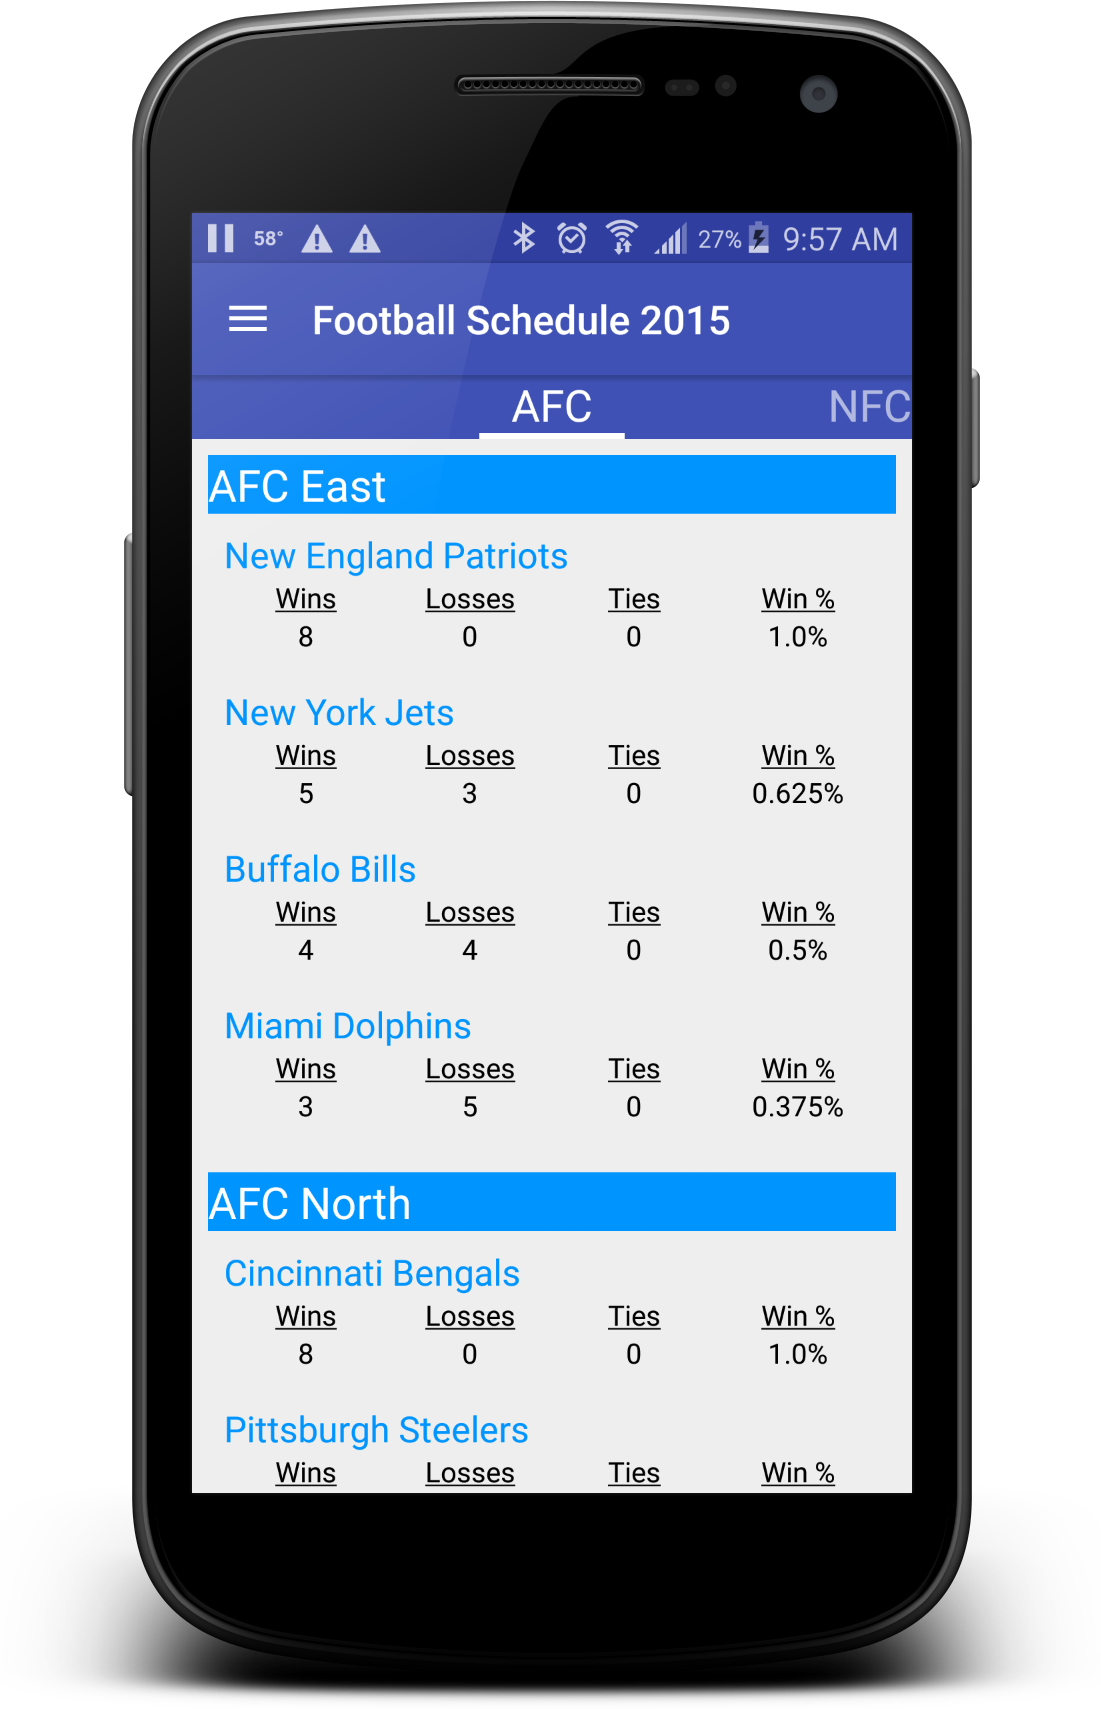 58° 27% 9:57 AM
Football Schedule 2015
AFC NFC
AFC East
New England Patriots
Wins Losses Ties Win %
8 0 0 1.0%
New York Jets
Wins Losses Ties Win %
5 3 0 0.625%
Buffalo Bills
Wins Losses Ties Win %
4 4 0 0.5%
Miami Dolphins
Wins Losses Ties Win %
3 5 0 0.375%
AFC North
Cincinnati Bengals
Wins Losses Ties Win %
8 0 0 1.0%
Pittsburgh Steelers
Wins Losses Ties Win %